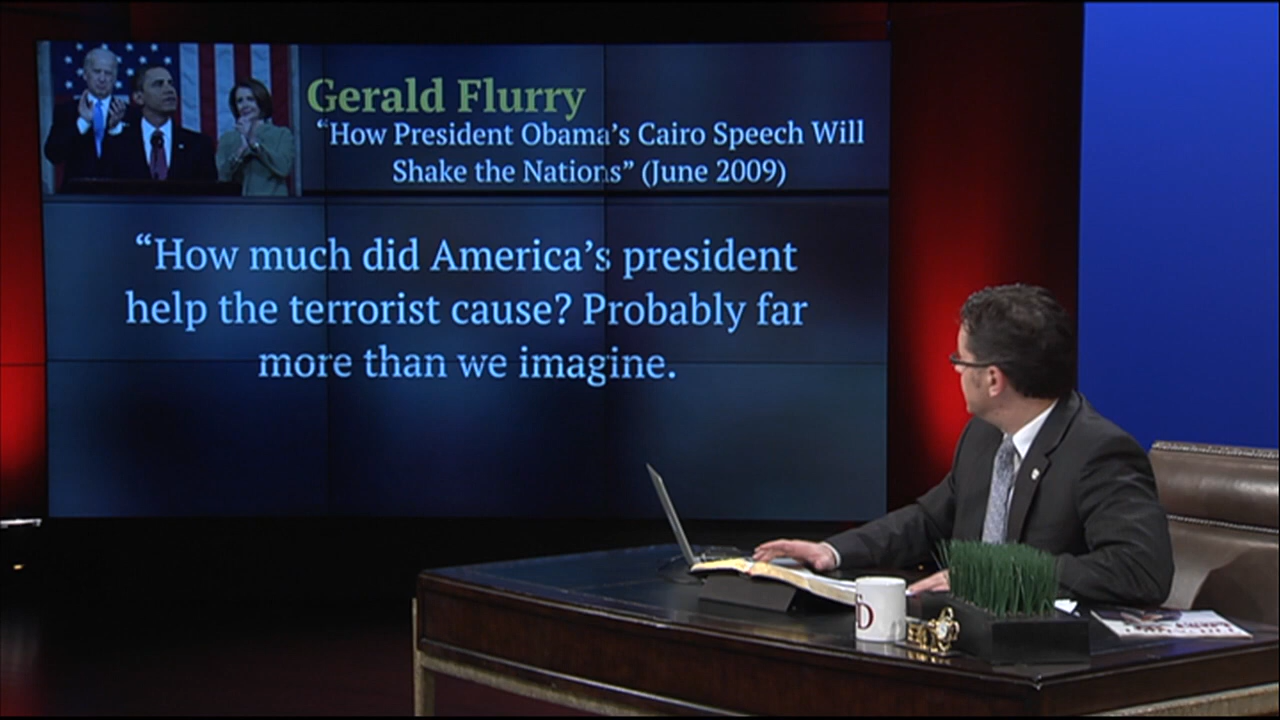 Gerald Flurry
“How President Obama’s Cairo Speech Will
Shake the Nations” (June 2009)
“How much did America’s president
help the terrorist cause? Probably far
more than we imagine.